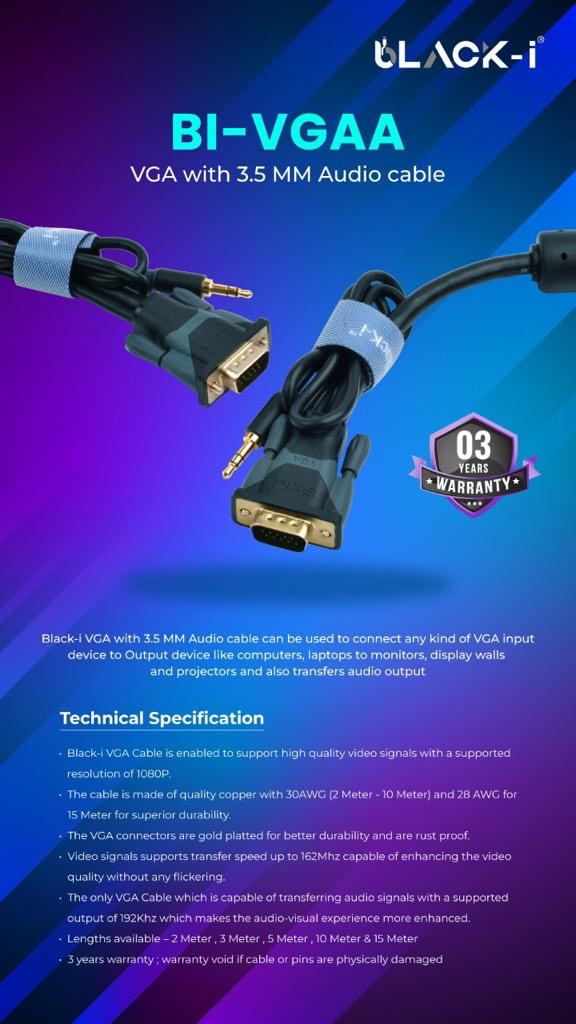 bLACK-i®
BI-VGAA
VGA with 3.5 MM Audio cable
Black-i™
VGA
Black-i
03
YEARS
WARRANTY
Black-i VGA with 3.5 MM Audio cable can be used to connect any kind of VGA input
device to Output device like computers, laptops to monitors, display walls
and projectors and also transfers audio output
Technical Specification
• Black-i VGA Cable is enabled to support high quality video signals with a supported
resolution of 1080P.
• The cable is made of quality copper with 30AWG (2 Meter - 10 Meter) and 28 AWG for
15 Meter for superior durability.
• The VGA connectors are gold platted for better durability and are rust proof.
• Video signals supports transfer speed up to 162Mhz capable of enhancing the video
quality without any flickering.
• The only VGA Cable which is capable of transferring audio signals with a supported
output of 192Khz which makes the audio-visual experience more enhanced.
• Lengths available – 2 Meter , 3 Meter , 5 Meter , 10 Meter & 15 Meter
• 3 years warranty ; warranty void if cable or pins are physically damaged